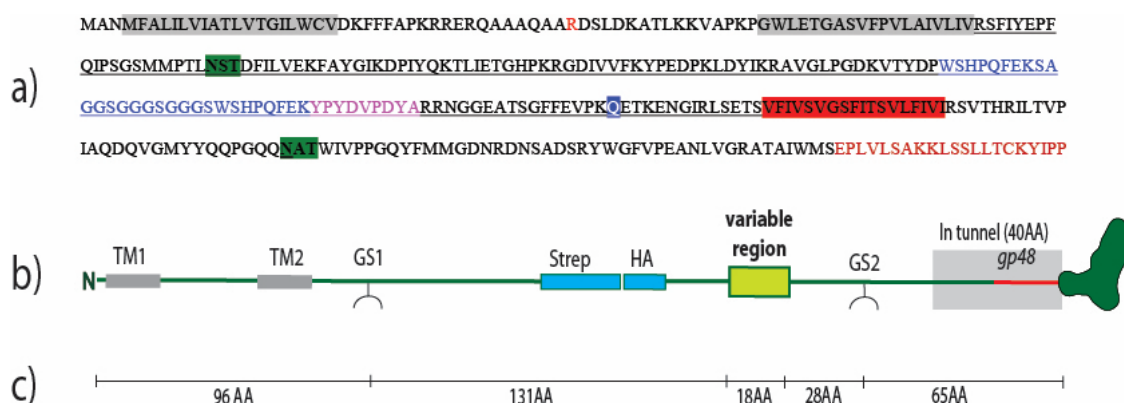 MANMFALILVIATLVTGILWCVDKFFFAPKRRERQAAAQAARDSLDKATLKKVAPKPGWLETGASVFPVLAIVLIVRSFIYEPF
a) QIPSGSMMPTLNSTDFILVEKFAYGIKDPIYQKTLIETGHPKRGDIVVFKYPEDPKLDYIKRAVGLPGDKVTYDPWSHPQFEKSA
GGSGGGSGGGSWSHPQFEKYPYDVPDYARRNGGEATSGFFEVPKQETKENGIRLSETSVFIVSVGSFITSVLFIVIRSVTHRILTVP
IAQDQVGMYYQQPGQQNATWIVPPGQYFMMGDNRDNSADSRYWGFVPEANLVGRATAIWMSEPLVLSAKKLSSLLTCKYIPP
b) N TM1 TM2 GS1 Strep HA variable region GS2 In tunnel (40AA) gp48
c) 96 AA 131AA 18AA 28AA 65AA